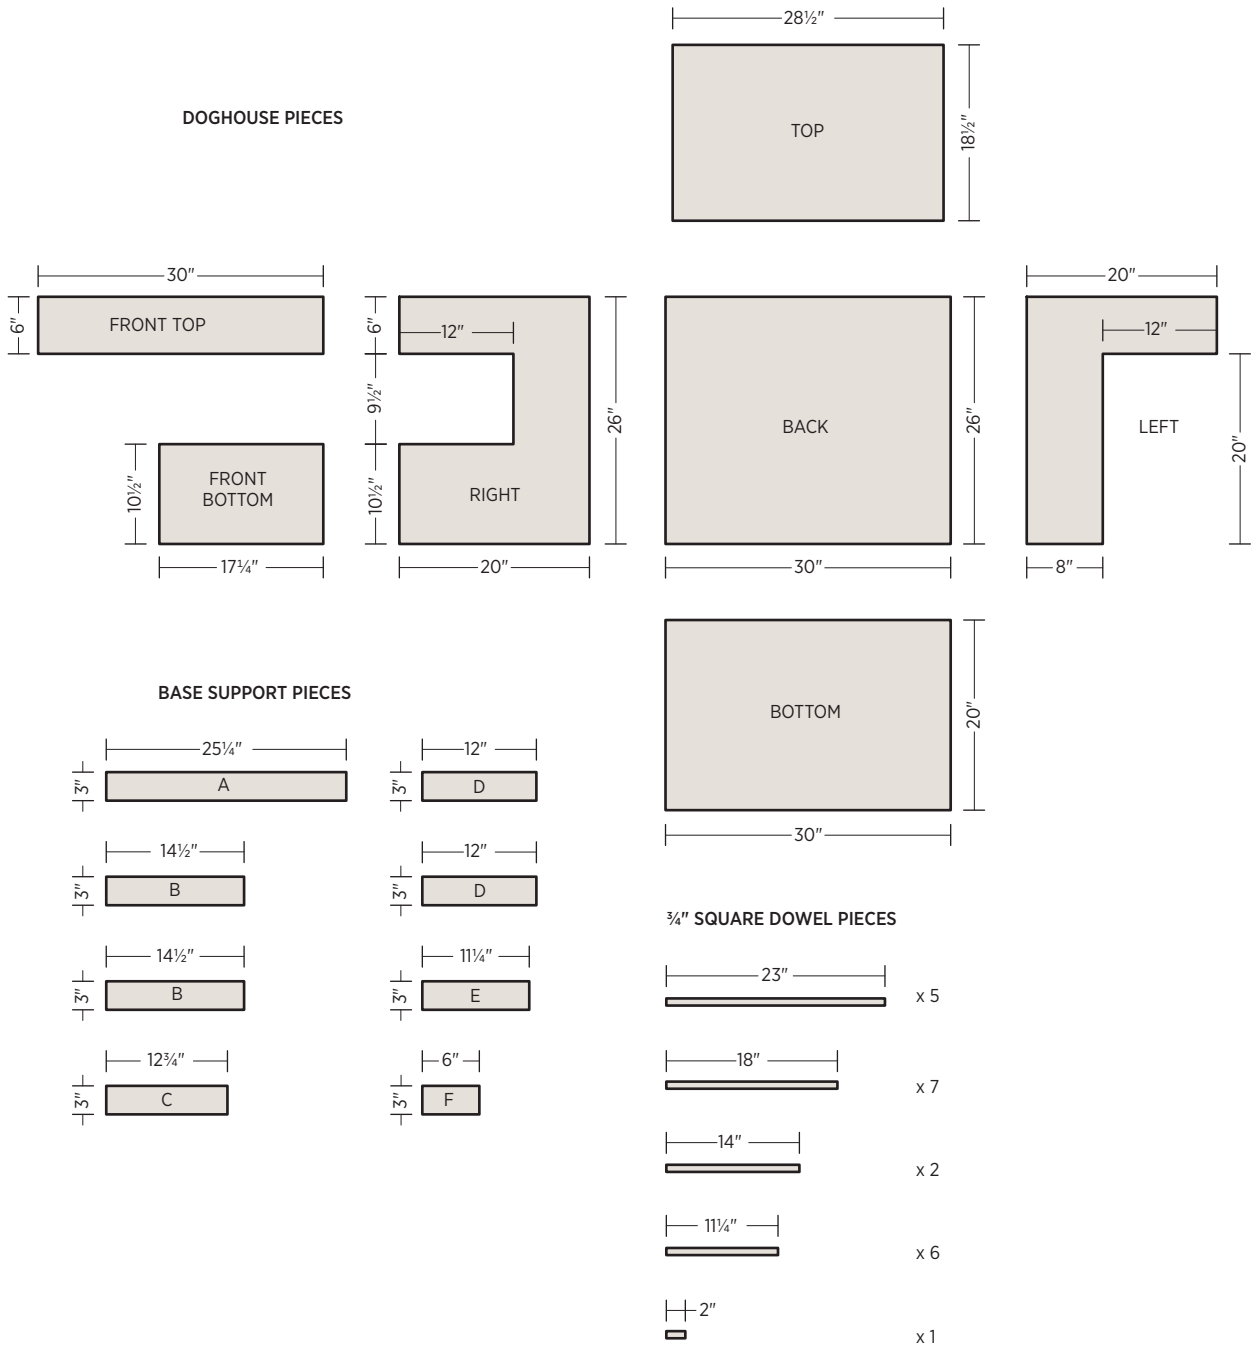 28½"
DOGHOUSE PIECES
TOP
18½"
30"
6"
FRONT TOP
6"
12"
9½"
10½"
26"
RIGHT
20"
10½"
FRONT
BOTTOM
17¼"
BACK
26"
30"
20"
12"
LEFT
20"
8"
BOTTOM
20"
30"
BASE SUPPORT PIECES
25¼"
3"
A
12"
3"
D
14½"
3"
B
12"
3"
D
14½"
3"
B
11¼"
3"
E
12¾"
3"
C
6"
3"
F
¾" SQUARE DOWEL PIECES
23"
x 5
18"
x 7
14"
x 2
11¼"
x 6
2"
x 1